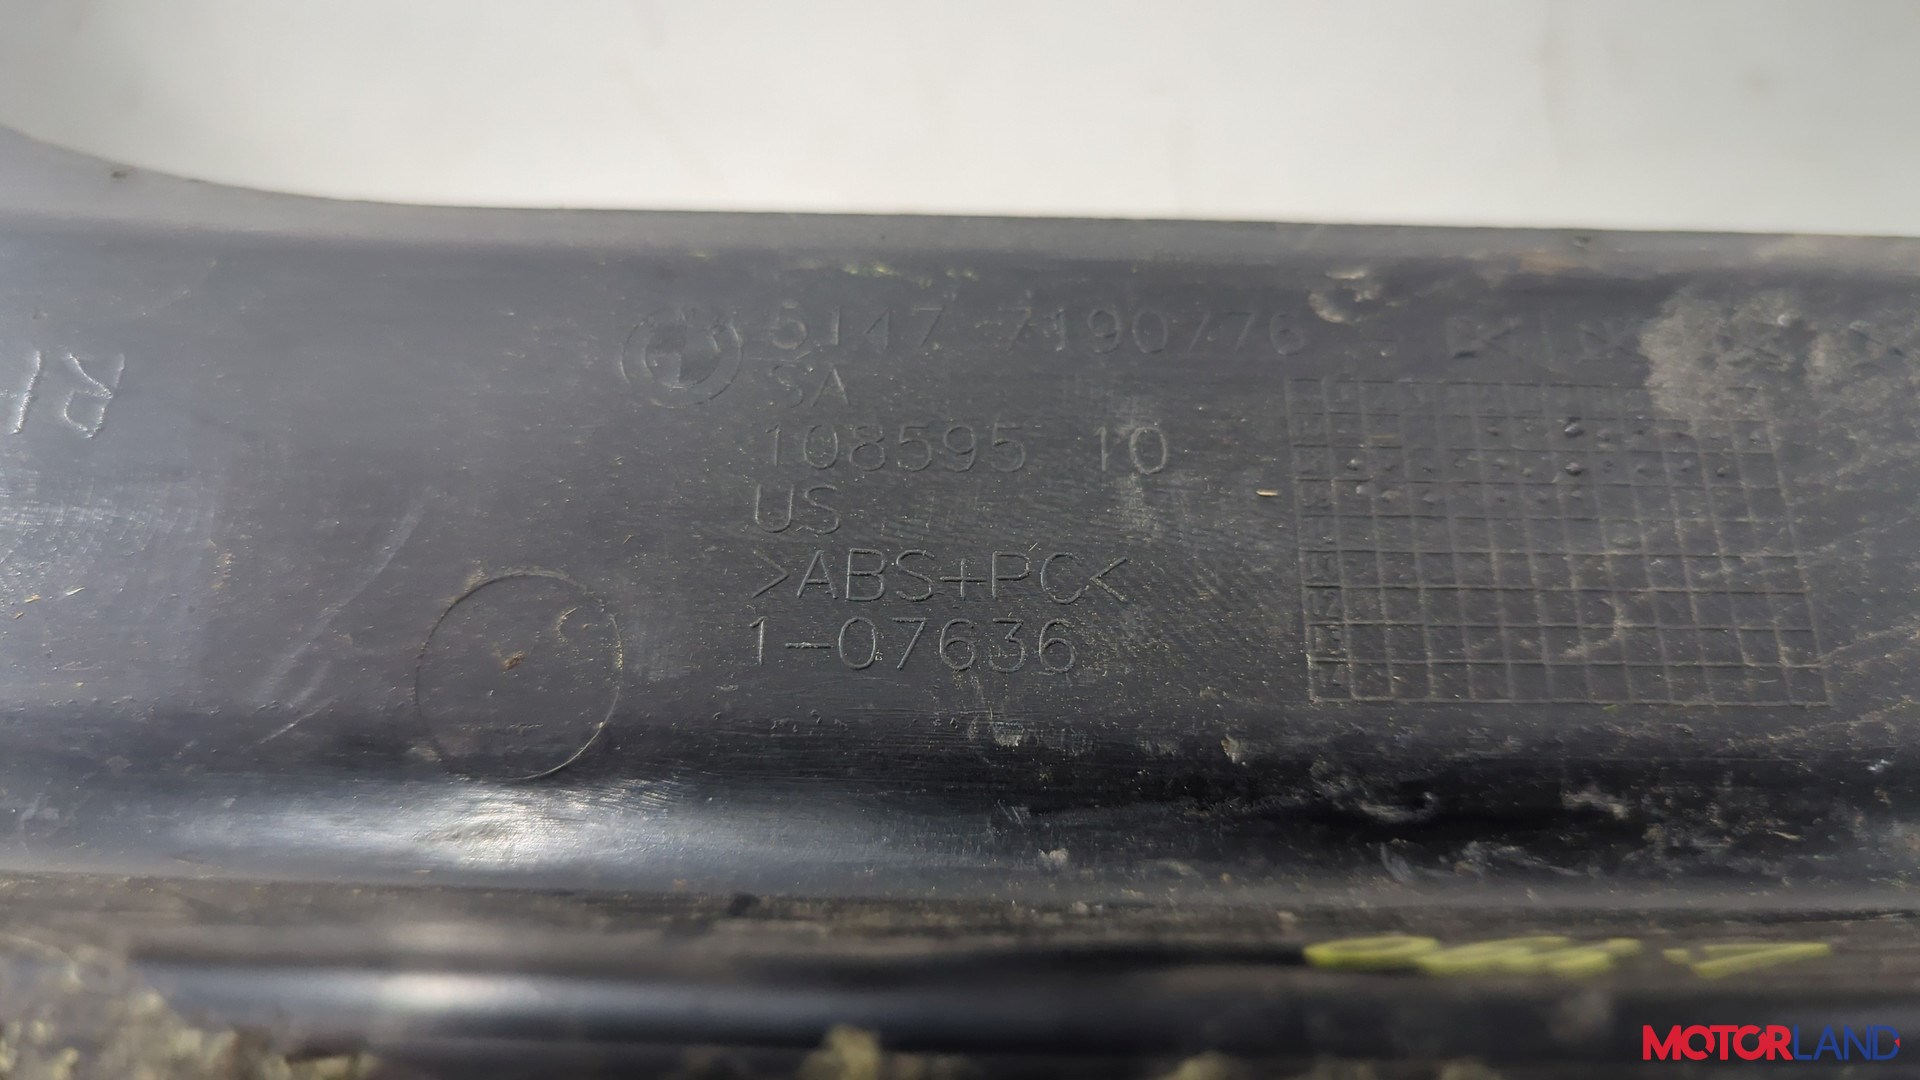 5147 7190776
SA
108595 10
US
>ABS+PC<
1-07636
MOTORLAND